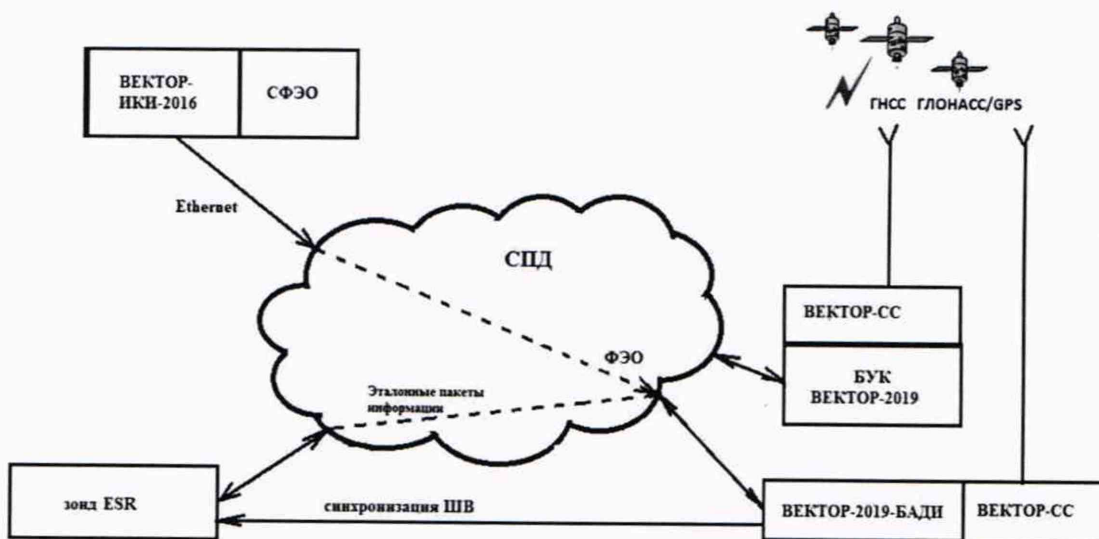 ВЕКТОР-
ИКИ-2016
СФЭО
ГНСС ГЛОНАСС/GPS
Ethernet
СПД
ВЕКТОР-СС
ФЭО
БУК
ВЕКТОР-2019
Эталонные пакеты
информации
зонд ESR
синхронизация ШВ
ВЕКТОР-2019-БАДИ
ВЕКТОР-СС